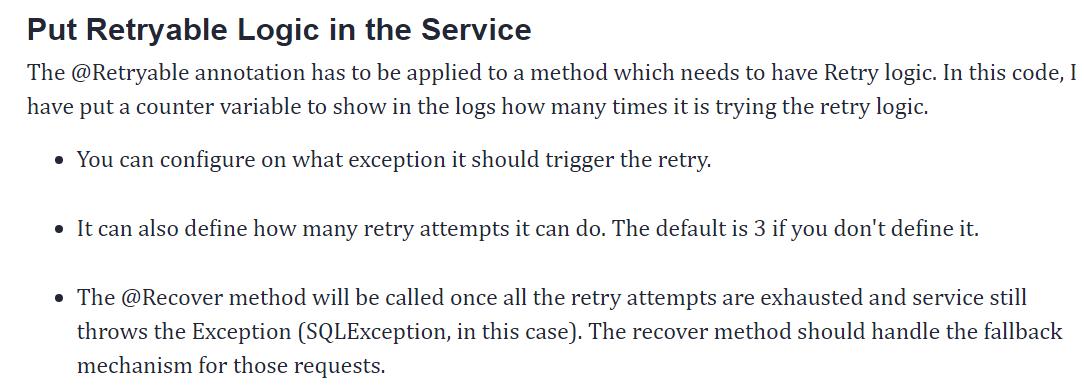 Put Retryable Logic in the Service
The @Retryable annotation has to be applied to a method which needs to have Retry logic. In this code, I
have put a counter variable to show in the logs how many times it is trying the retry logic.
• You can configure on what exception it should trigger the retry.
• It can also define how many retry attempts it can do. The default is 3 if you don't define it.
• The @Recover method will be called once all the retry attempts are exhausted and service still
throws the Exception (SQLException, in this case). The recover method should handle the fallback
mechanism for those requests.